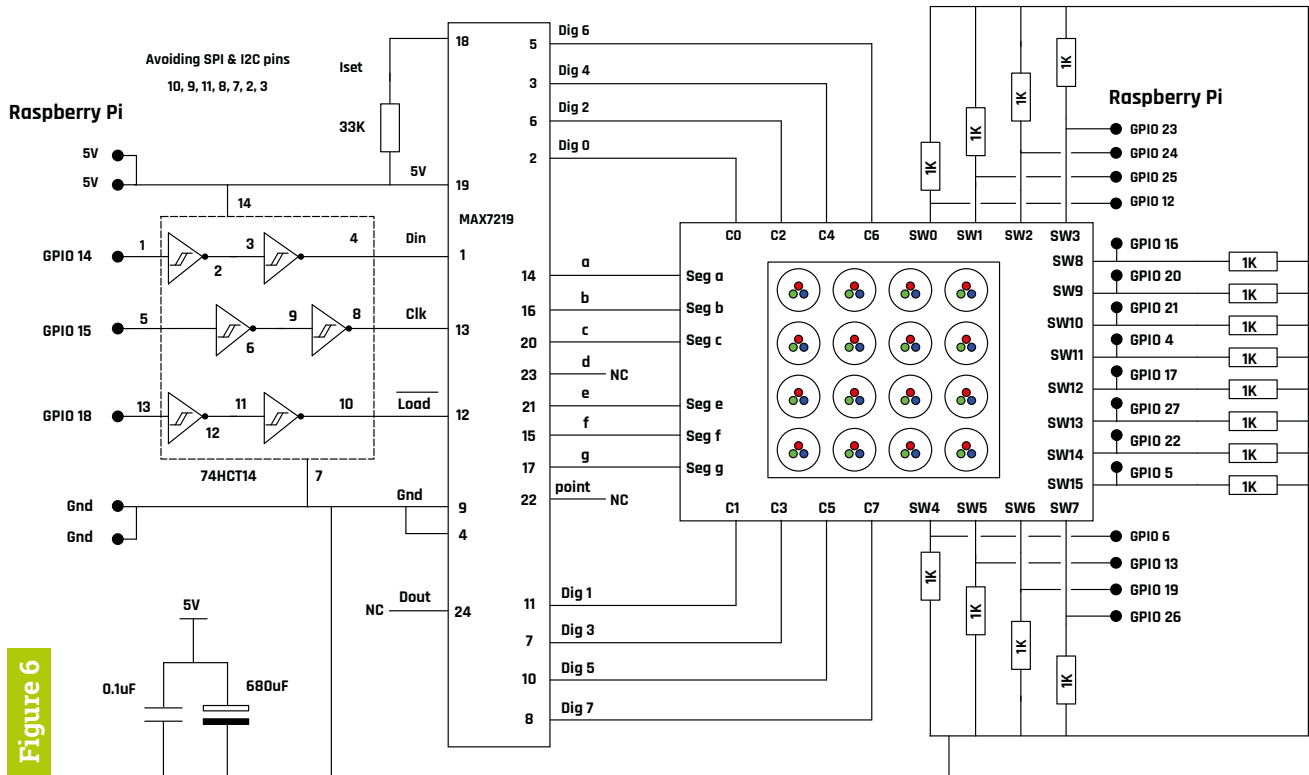 Avoiding SPI & I2C pins
10, 9, 11, 8, 7, 2, 3
Raspberry Pi
5V
5V
Iset
33K
5V
18
19
14
MAX7219
GPIO 14
1
2
3
4
Din
1
GPIO 15
5
6
9
8
Clk
13
GPIO 18
13
12
11
10
Load
12
74HCT14
7
Gnd
Gnd
Gnd
9
4
NC
Dout
24
5V
0.1uF
680uF
5
Dig 6
3
Dig 4
6
Dig 2
2
Dig 0
14
a
16
b
20
c
23
d
NC
21
e
15
f
17
g
22
point
NC
11
Dig 1
7
Dig 3
10
Dig 5
8
Dig 7
C0
C2
C4
C6
SW0
SW1
SW2
SW3
Seg a
Seg b
Seg c
Seg e
Seg f
Seg g
SW8
SW9
SW10
SW11
SW12
SW13
SW14
SW15
C1
C3
C5
C7
SW4
SW5
SW6
SW7
1K
1K
1K
1K
Raspberry Pi
GPIO 23
GPIO 24
GPIO 25
GPIO 12
GPIO 16
1K
GPIO 20
1K
GPIO 21
1K
GPIO 4
1K
GPIO 17
1K
GPIO 27
1K
GPIO 22
1K
GPIO 5
1K
GPIO 6
GPIO 13
GPIO 19
GPIO 26
1K
1K
1K
1K
Figure 6